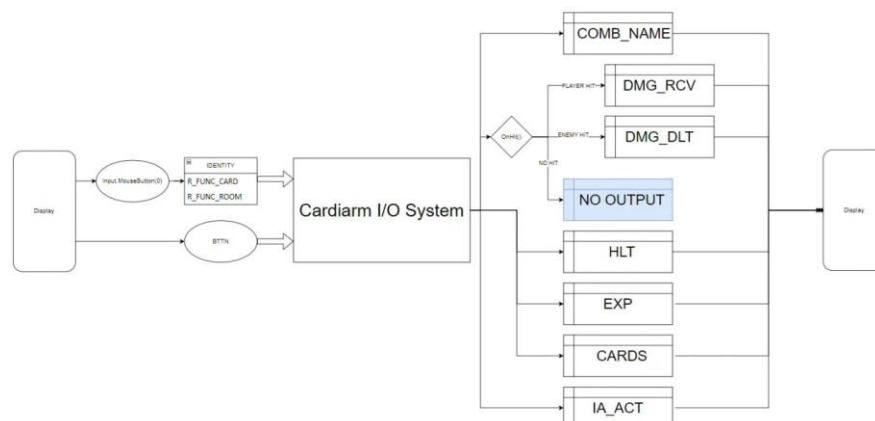 Display
Input.MouseButton(0)
IDENTITY
R_FUNC_CARD
R_FUNC_ROOM
BTTN
Cardiarm I/O System
COMB_NAME
OnHit()
PLAYER HIT
DMG_RCV
ENEMY HIT
DMG_DLT
NO HIT
NO OUTPUT
HLT
EXP
CARDS
IA_ACT
Display